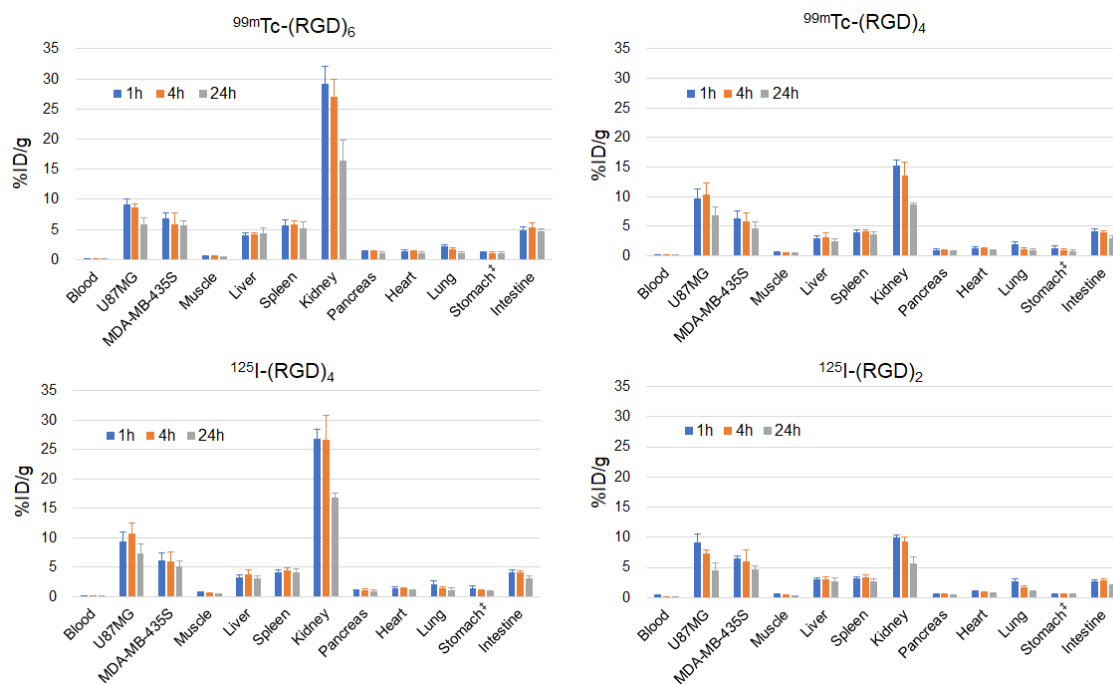 ⁹⁹ᵐTc-(RGD)₆
35
30
25
20
15
10
5
0
%ID/g
1h 4h 24h
Blood U87MG MDA-MB-435S Muscle Liver Spleen Kidney Pancreas Heart Lung Stomach‡ Intestine
⁹⁹ᵐTc-(RGD)₄
35
30
25
20
15
10
5
0
%ID/g
1h 4h 24h
Blood U87MG MDA-MB-435S Muscle Liver Spleen Kidney Pancreas Heart Lung Stomach‡ Intestine
¹²⁵I-(RGD)₄
35
30
25
20
15
10
5
0
%ID/g
1h 4h 24h
Blood U87MG MDA-MB-435S Muscle Liver Spleen Kidney Pancreas Heart Lung Stomach‡ Intestine
¹²⁵I-(RGD)₂
35
30
25
20
15
10
5
0
%ID/g
1h 4h 24h
Blood U87MG MDA-MB-435S Muscle Liver Spleen Kidney Pancreas Heart Lung Stomach‡ Intestine